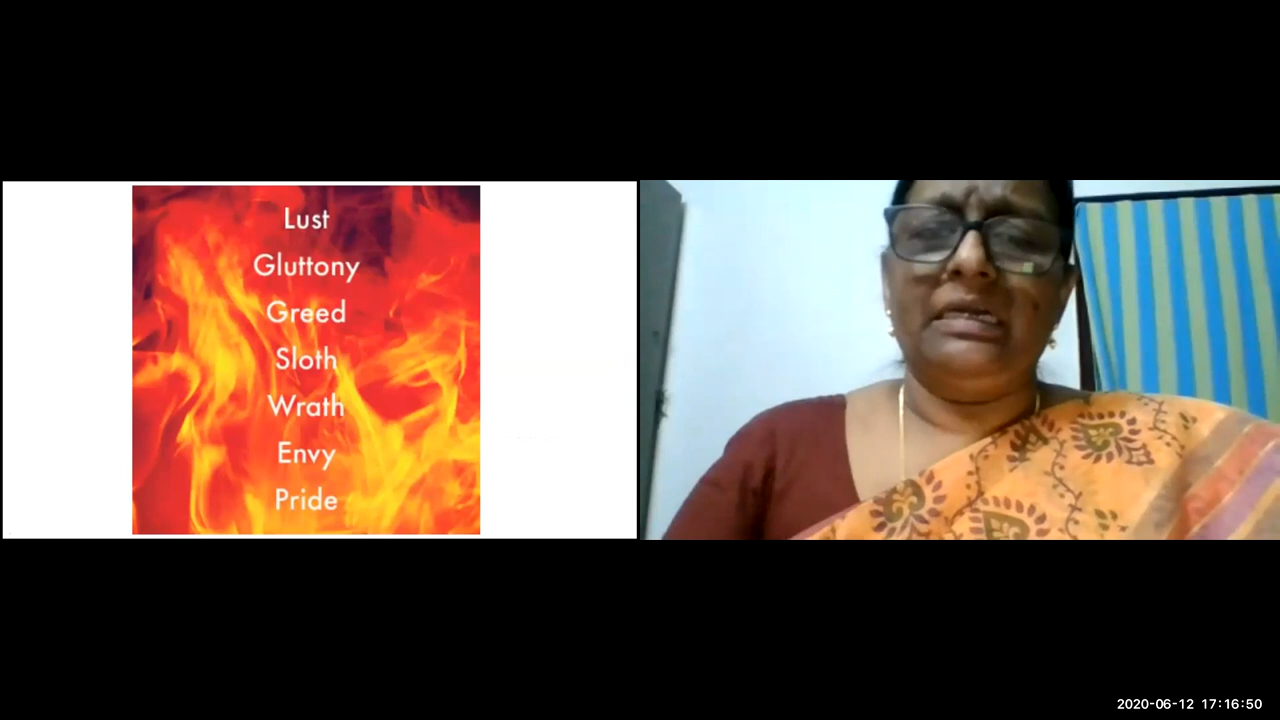 Lust
Gluttony
Greed
Sloth
Wrath
Envy
Pride
2020-06-12 17:16:50